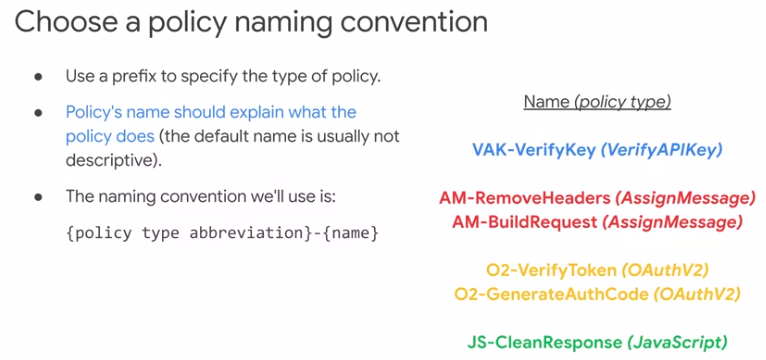 Choose a policy naming convention
● Use a prefix to specify the type of policy.
● Policy's name should explain what the
policy does (the default name is usually not
descriptive).
● The naming convention we'll use is:
{policy type abbreviation}-{name}
Name (policy type)
VAK-VerifyKey (VerifyAPIKey)
AM-RemoveHeaders (AssignMessage)
AM-BuildRequest (AssignMessage)
O2-VerifyToken (OAuthV2)
O2-GenerateAuthCode (OAuthV2)
JS-CleanResponse (JavaScript)